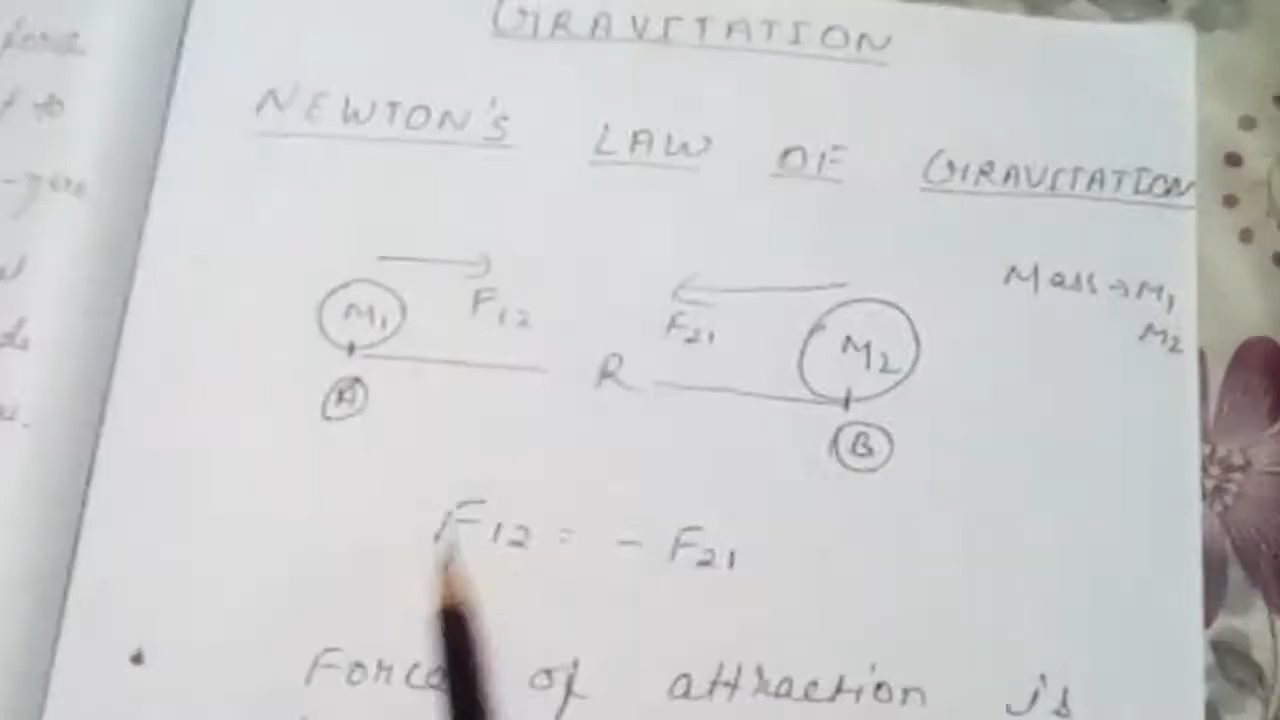 GRAVITATION
NEWTON'S LAW OF GRAVITATION
Mass → M1
M2
M1 F12 F21 M2
R
A B
F12 = - F21
Force of attraction is